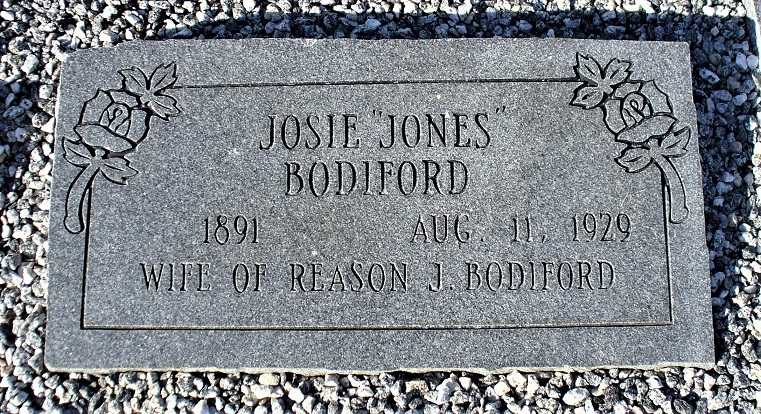 JOSIE "JONES"
BODIFORD
1891 AUG. 11, 1929
WIFE OF REASON J. BODIFORD